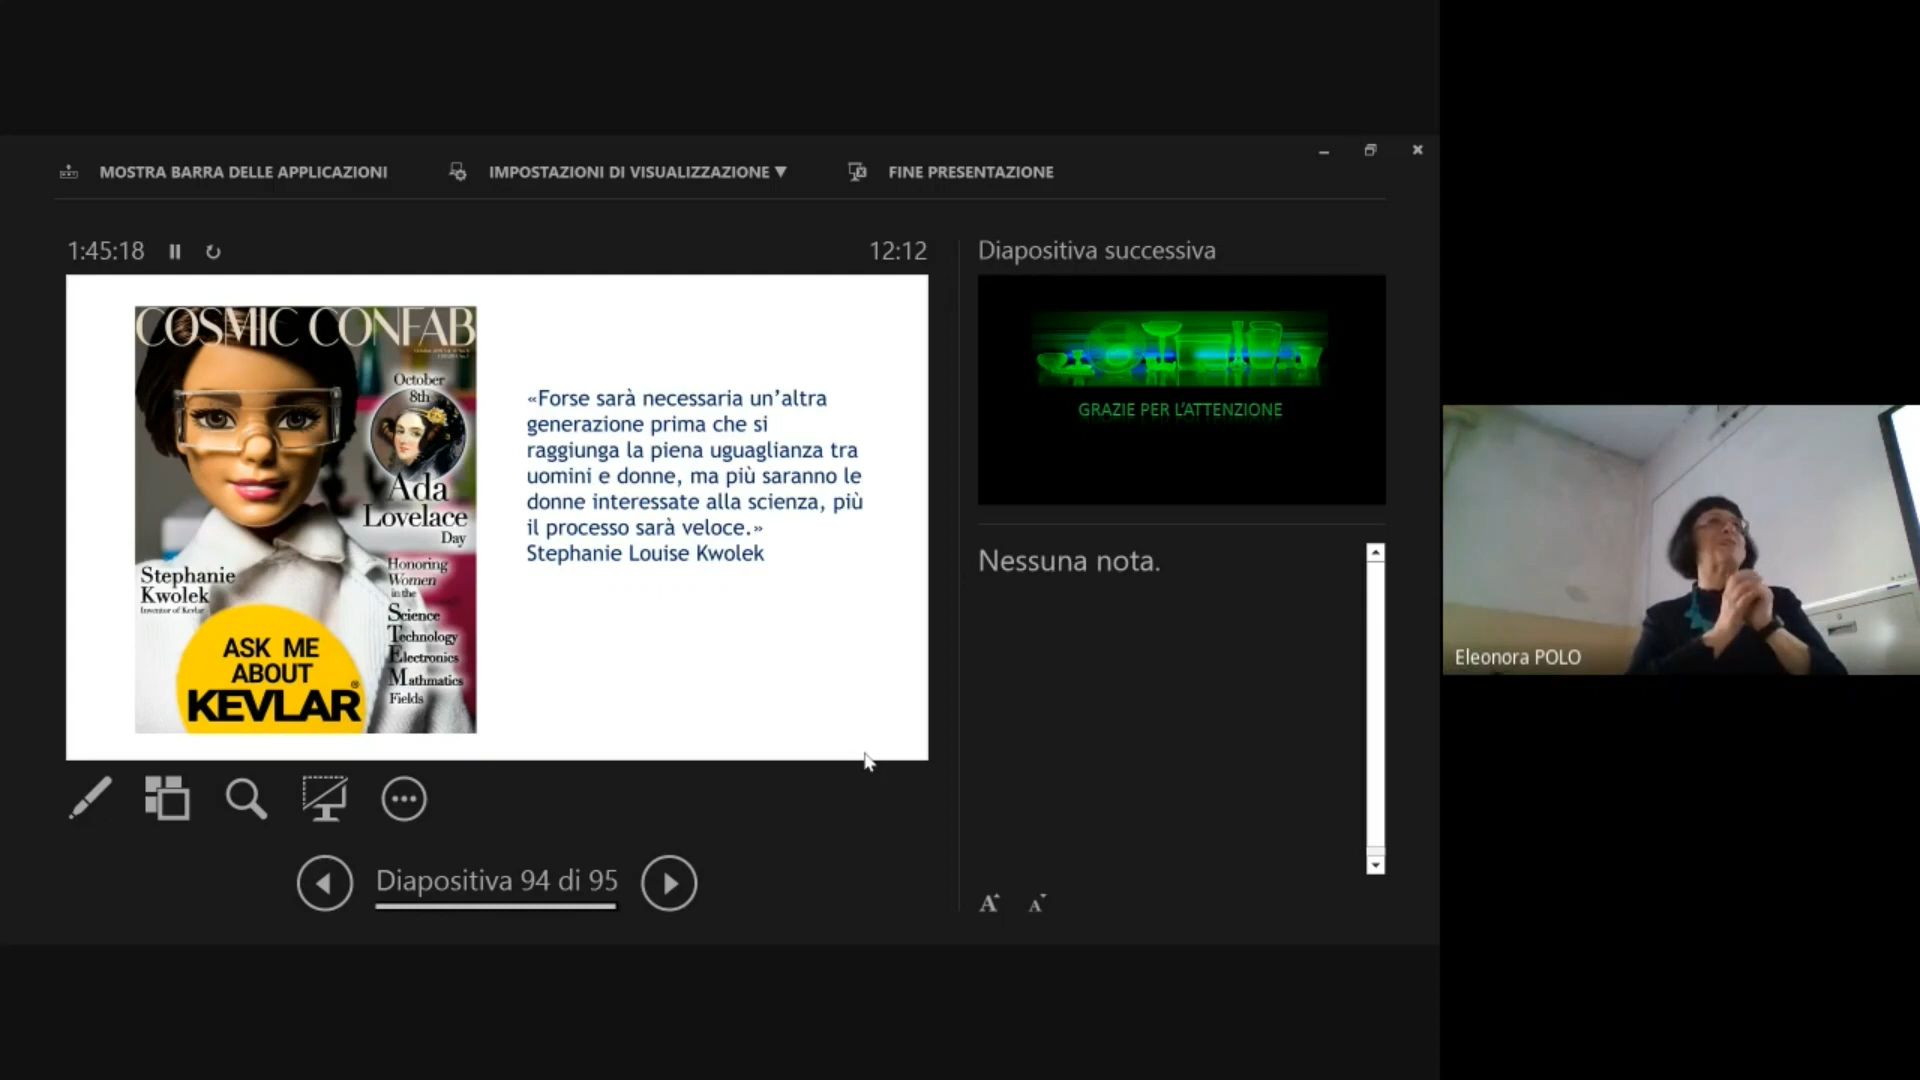 MOSTRA BARRA DELLE APPLICAZIONI
IMPOSTAZIONI DI VISUALIZZAZIONE ▼
FINE PRESENTAZIONE
1:45:18
12:12
Diapositiva successiva
COSMIC CONFAB
October
8th
Ada
Lovelace
Day
Stephanie
Kwolek
Inventor of Kevlar
Honoring
Women
in the
Science
Technology
Electronics
Mathmatics
Fields
ASK ME
ABOUT
KEVLAR®
«Forse sarà necessaria un’altra
generazione prima che si
raggiunga la piena uguaglianza tra
uomini e donne, ma più saranno le
donne interessate alla scienza, più
il processo sarà veloce.»
Stephanie Louise Kwolek
GRAZIE PER L’ATTENZIONE
Nessuna nota.
Diapositiva 94 di 95
A A
Eleonora POLO